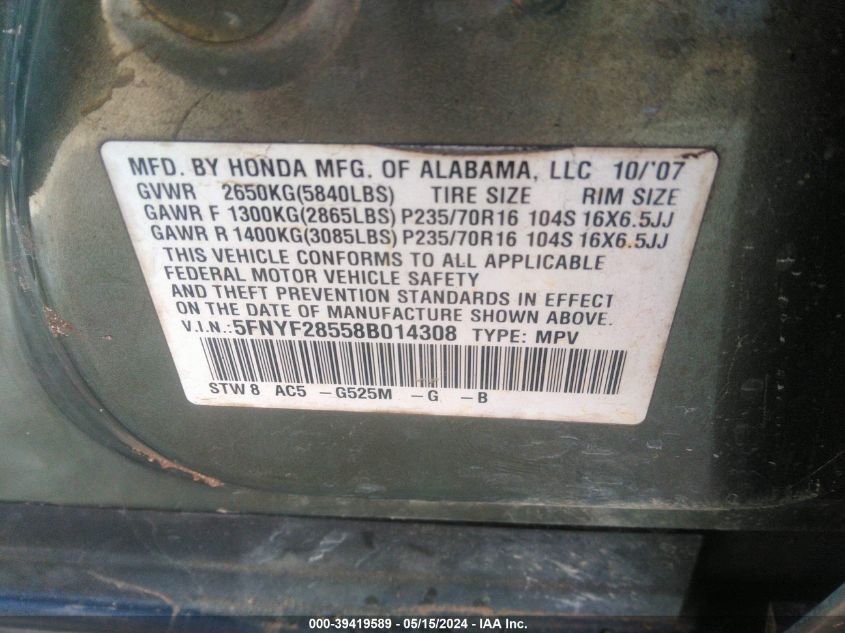 MFD. BY HONDA MFG. OF ALABAMA, LLC 10/'07
GVWR 2650KG(5840LBS) TIRE SIZE RIM SIZE
GAWR F 1300KG(2865LBS) P235/70R16 104S 16X6.5JJ
GAWR R 1400KG(3085LBS) P235/70R16 104S 16X6.5JJ
THIS VEHICLE CONFORMS TO ALL APPLICABLE
FEDERAL MOTOR VEHICLE SAFETY
AND THEFT PREVENTION STANDARDS IN EFFECT
ON THE DATE OF MANUFACTURE SHOWN ABOVE.
V.I.N.:5FNYF28558B014308 TYPE: MPV
STW8 AC5 -G525M -G -B
000-39419589 - 05/15/2024 - IAA Inc.